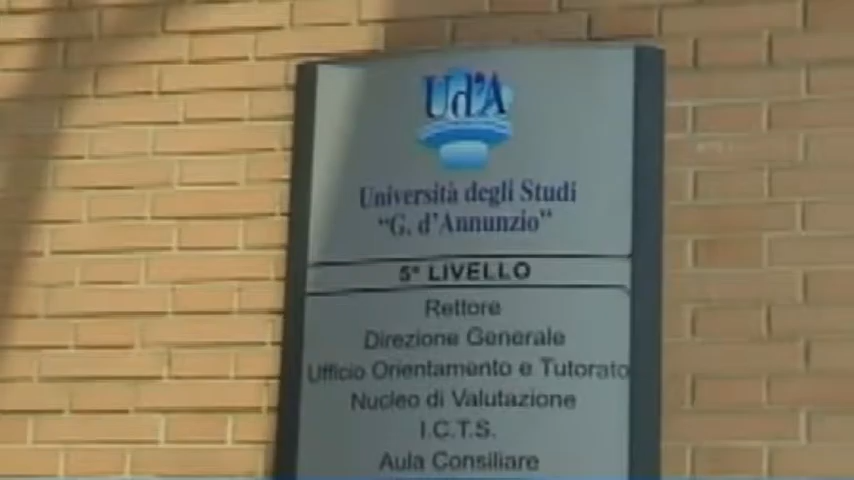 Ud'A
Università degli Studi
"G. d'Annunzio"
5° LIVELLO
Rettore
Direzione Generale
Ufficio Orientamento e Tutorato
Nucleo di Valutazione
I.C.T.S.
Aula Consiliare